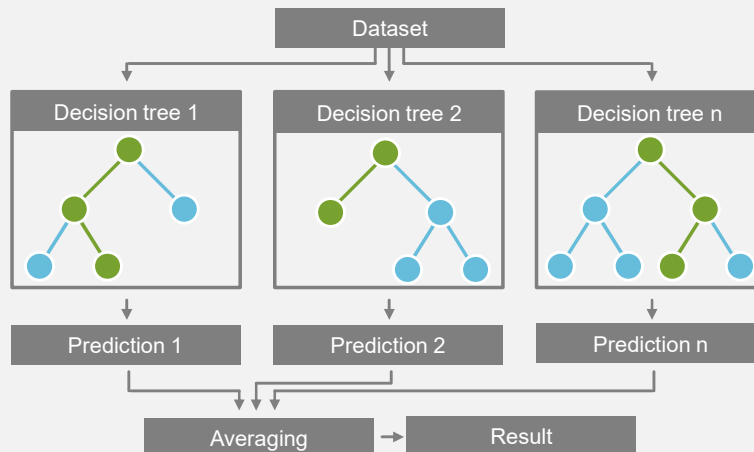 Dataset
Decision tree 1
Decision tree 2
Decision tree n
Prediction 1
Prediction 2
Prediction n
Averaging
Result